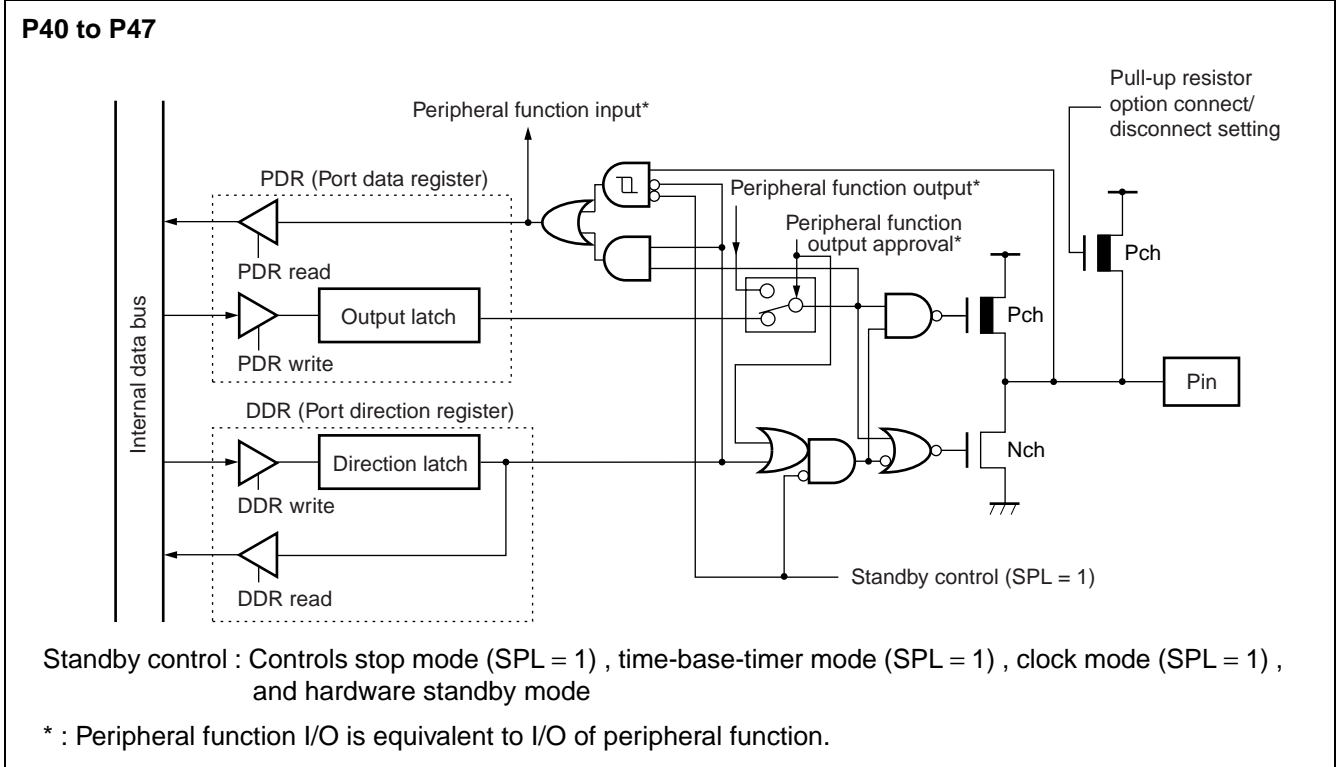 P40 to P47
Pull-up resistor
option connect/
disconnect setting
Peripheral function input*
PDR (Port data register)
Peripheral function output*
Peripheral function
output approval*
Pch
PDR read
Internal data bus
Output latch
Pch
PDR write
Pin
DDR (Port direction register)
Direction latch
Nch
DDR write
Standby control (SPL = 1)
DDR read
Standby control : Controls stop mode (SPL = 1) , time-base-timer mode (SPL = 1) , clock mode (SPL = 1) ,
and hardware standby mode
* : Peripheral function I/O is equivalent to I/O of peripheral function.